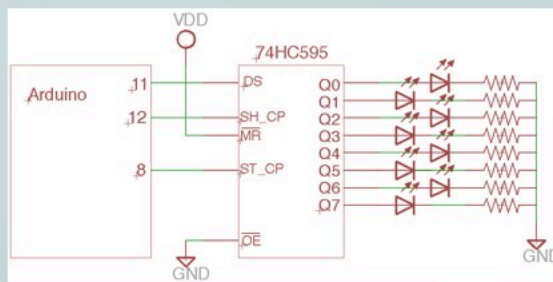 VDD
74HC595
Arduino
11
12
8
DS
SH_CP
MR
ST_CP
OE
Q0
Q1
Q2
Q3
Q4
Q5
Q6
Q7
GND
GND